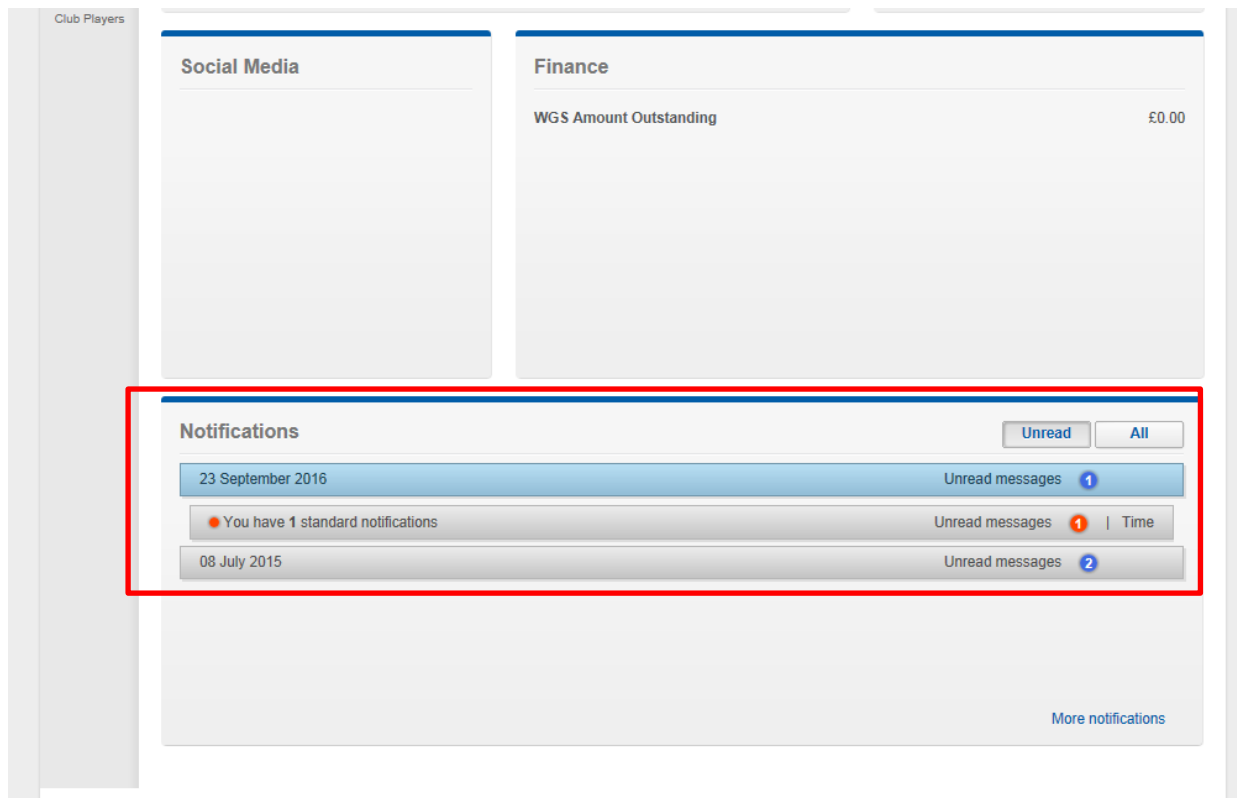 Club Players
Social Media
Finance
WGS Amount Outstanding £0.00
Notifications
Unread All
23 September 2016 Unread messages 1
You have 1 standard notifications Unread messages 1 | Time
08 July 2015 Unread messages 2
More notifications